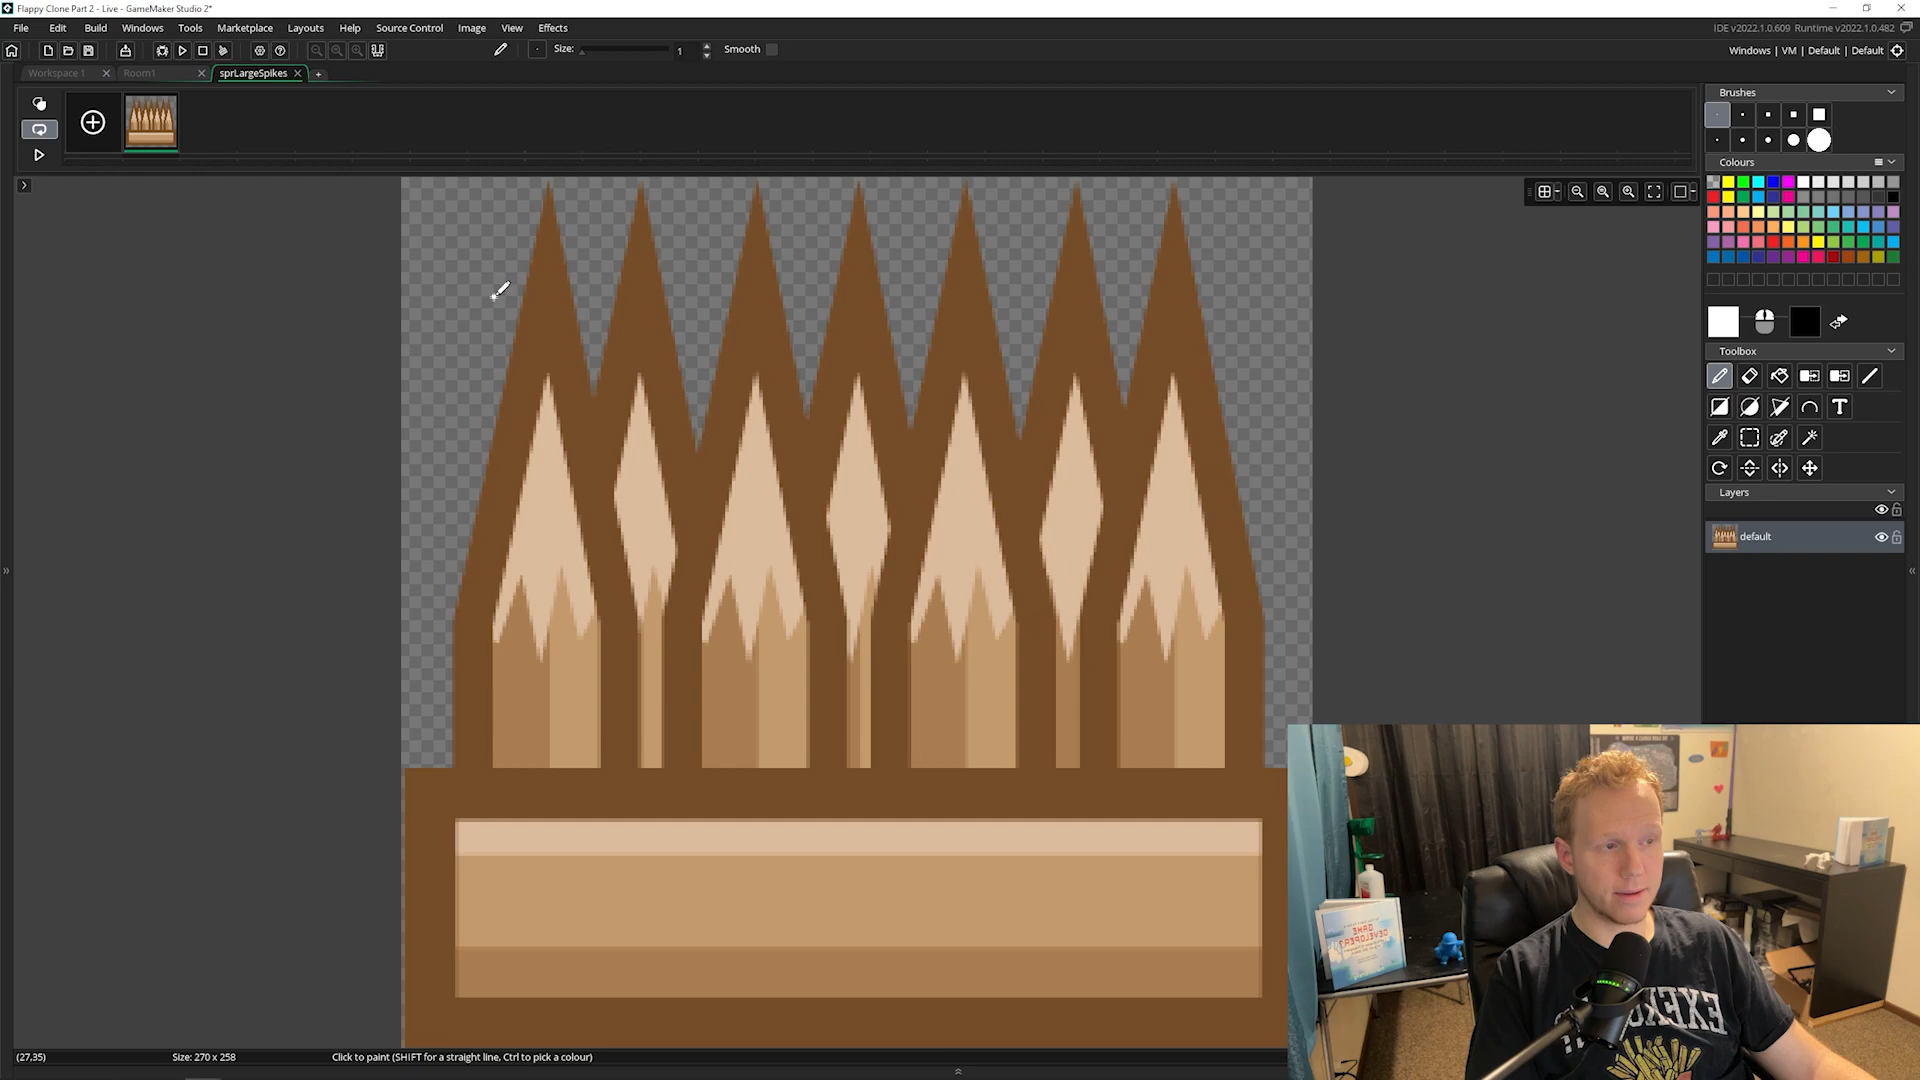 Flappy Clone Part 2 - Live - GameMaker Studio 2*
File Edit Build Windows Tools Marketplace Layouts Help Source Control Image View Effects
IDE v2022.1.0.609 Runtime v2022.1.0.482
Size: 1 Smooth
Windows | VM | Default | Default
Workspace 1 Room1 sprLargeSpikes
Brushes
Colours
Toolbox
Layers
default
GAME
DEVELOPER?
(27,35) Size: 270 x 258 Click to paint (SHIFT for a straight line, Ctrl to pick a colour)